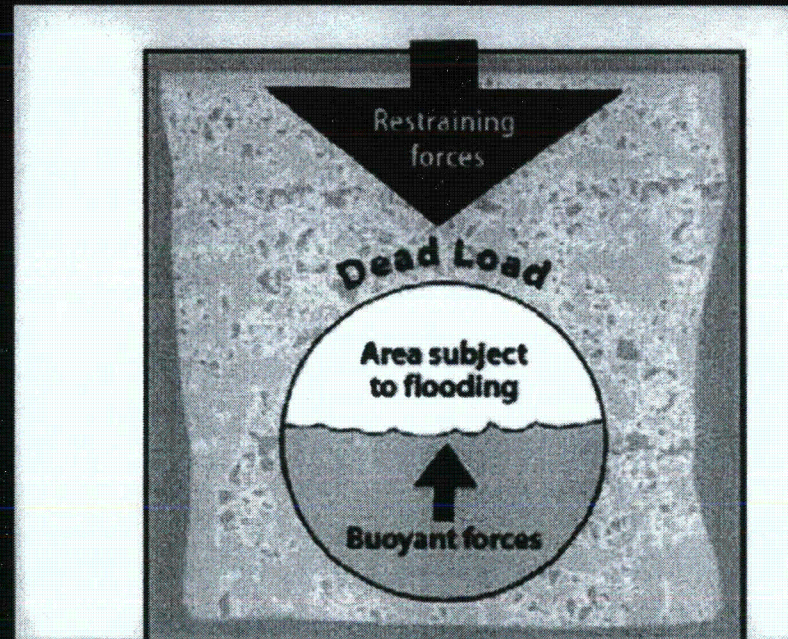 Restraining
forces
Dead Load
Area subject
to flooding
Buoyant forces